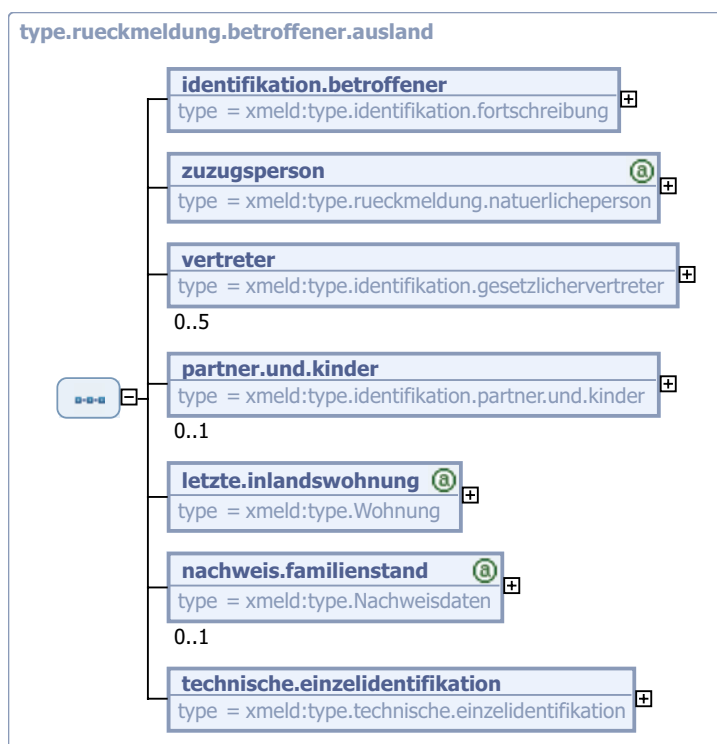 type.rueckmeldung.betroffener.ausland
identifikation.betroffener
type = xmeld:type.identifikation.fortschreibung
zuzugsperson a
type = xmeld:type.rueckmeldung.natuerlicheperson
vertreter
type = xmeld:type.identifikation.gesetzlichervertreter
0..5
partner.und.kinder
type = xmeld:type.identifikation.partner.und.kinder
0..1
letzte.inlandswohnung a
type = xmeld:type.Wohnung
nachweis.familienstand a
type = xmeld:type.Nachweisdaten
0..1
technische.einzelidentifikation
type = xmeld:type.technische.einzelidentifikation